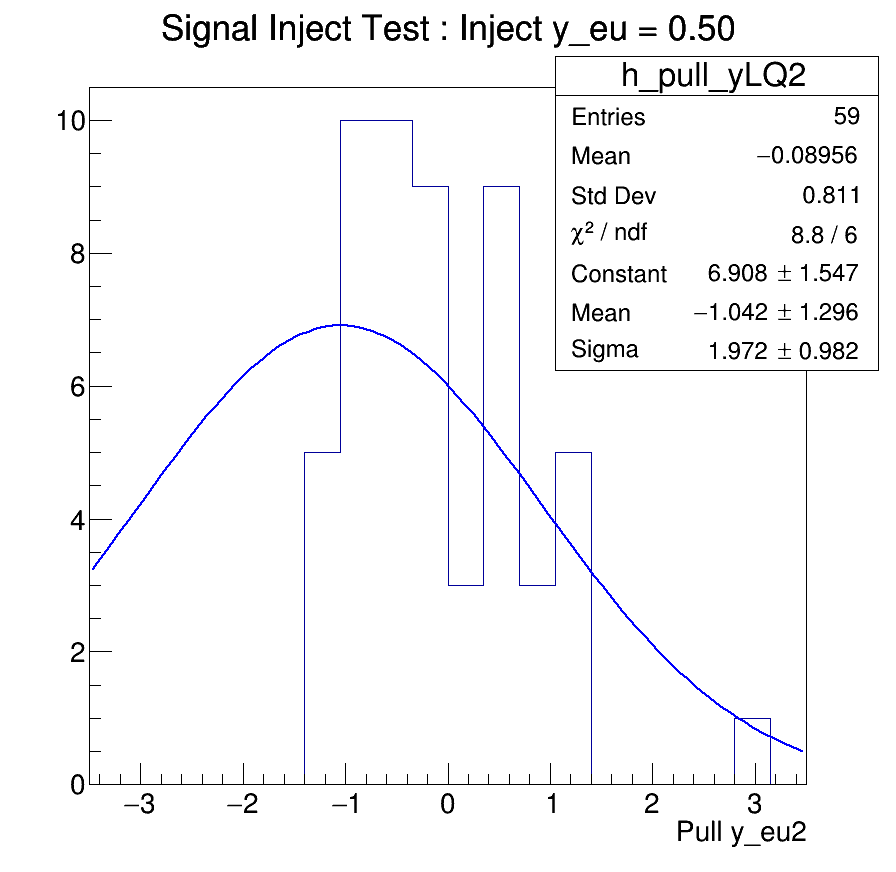 Signal Inject Test : Inject y_eu = 0.50
h_pull_yLQ2
Entries 59
Mean −0.08956
Std Dev 0.811
χ² / ndf 8.8 / 6
Constant 6.908 ± 1.547
Mean −1.042 ± 1.296
Sigma 1.972 ± 0.982
10
8
6
4
2
0
−3 −2 −1 0 1 2 3
Pull y_eu2